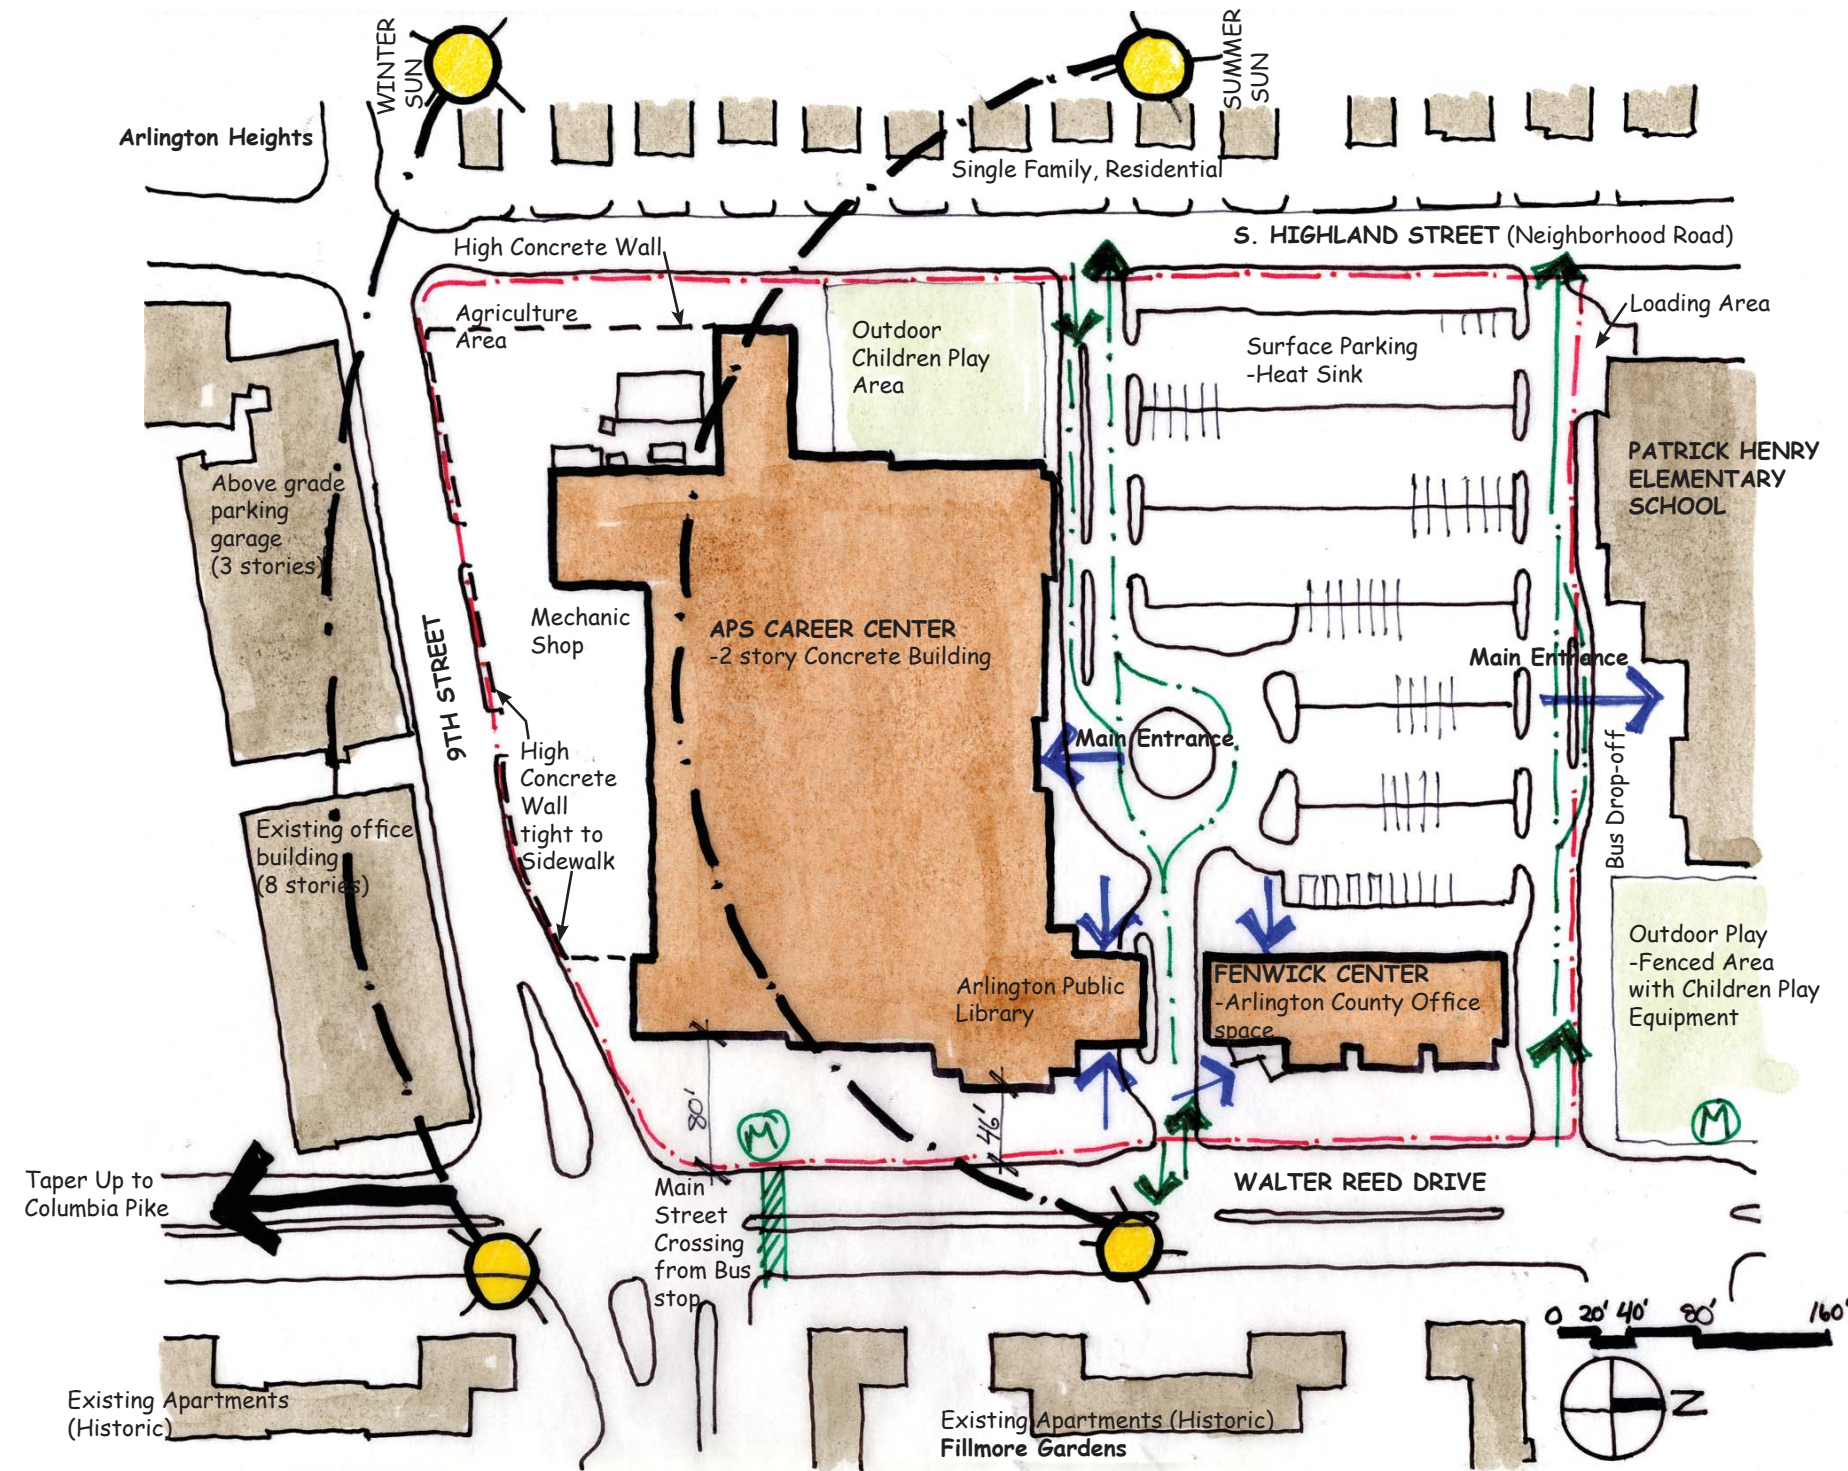 WINTER
SUN
SUMMER
SUN
Arlington Heights
Single Family, Residential
S. HIGHLAND STREET (Neighborhood Road)
High Concrete Wall
Agriculture
Area
Outdoor
Children Play
Area
Surface Parking
-Heat Sink
Loading Area
PATRICK HENRY
ELEMENTARY
SCHOOL
Above grade
parking
garage
(3 stories)
Mechanic
Shop
APS CAREER CENTER
-2 story Concrete Building
9TH STREET
Main Entrance
Main Entrance
High
Concrete
Wall
tight to
Sidewalk
Bus Drop-off
Existing office
building
(8 stories)
Outdoor Play
-Fenced Area
with Children Play
Equipment
Arlington Public
Library
FENWICK CENTER
-Arlington County Office
space
80'
46'
M
M
Taper Up to
Columbia Pike
WALTER REED DRIVE
Main
Street
Crossing
from Bus
stop
0 20' 40' 80' 160'
N
Existing Apartments
(Historic)
Existing Apartments (Historic)
Fillmore Gardens